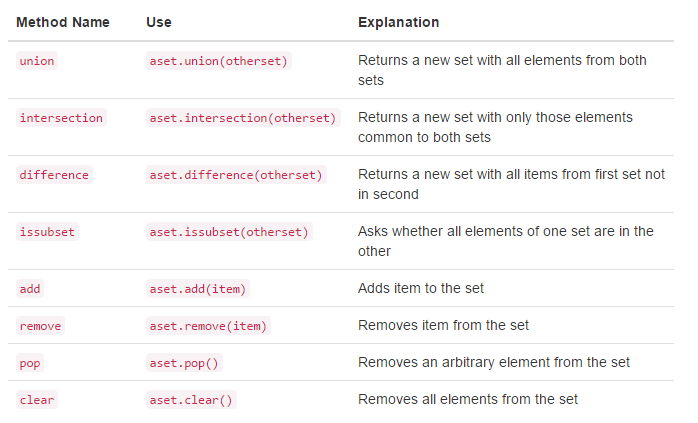 Method Name Use Explanation
union aset.union(otherset) Returns a new set with all elements from both
sets
intersection aset.intersection(otherset) Returns a new set with only those elements
common to both sets
difference aset.difference(otherset) Returns a new set with all items from first set not
in second
issubset aset.issubset(otherset) Asks whether all elements of one set are in the
other
add aset.add(item) Adds item to the set
remove aset.remove(item) Removes item from the set
pop aset.pop() Removes an arbitrary element from the set
clear aset.clear() Removes all elements from the set